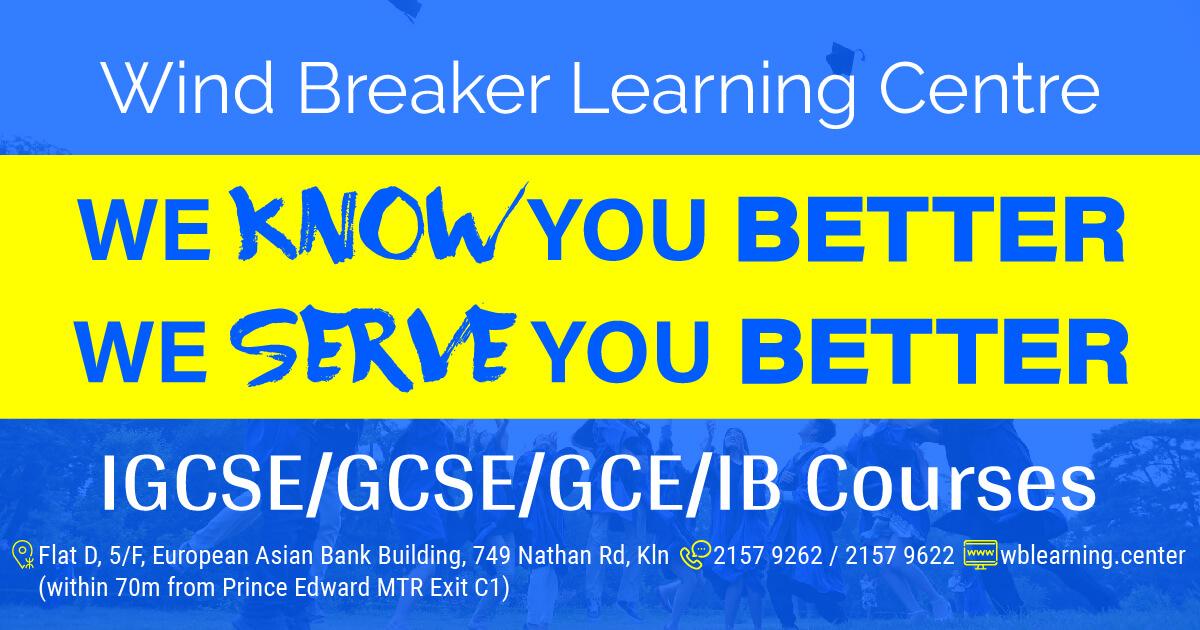 Wind Breaker Learning Centre
WE KNOW YOU BETTER
WE SERVE YOU BETTER
IGCSE/GCSE/GCE/IB Courses
Flat D, 5/F, European Asian Bank Building, 749 Nathan Rd, Kln 2157 9262 / 2157 9622 www wblearning.center
(within 70m from Prince Edward MTR Exit C1)